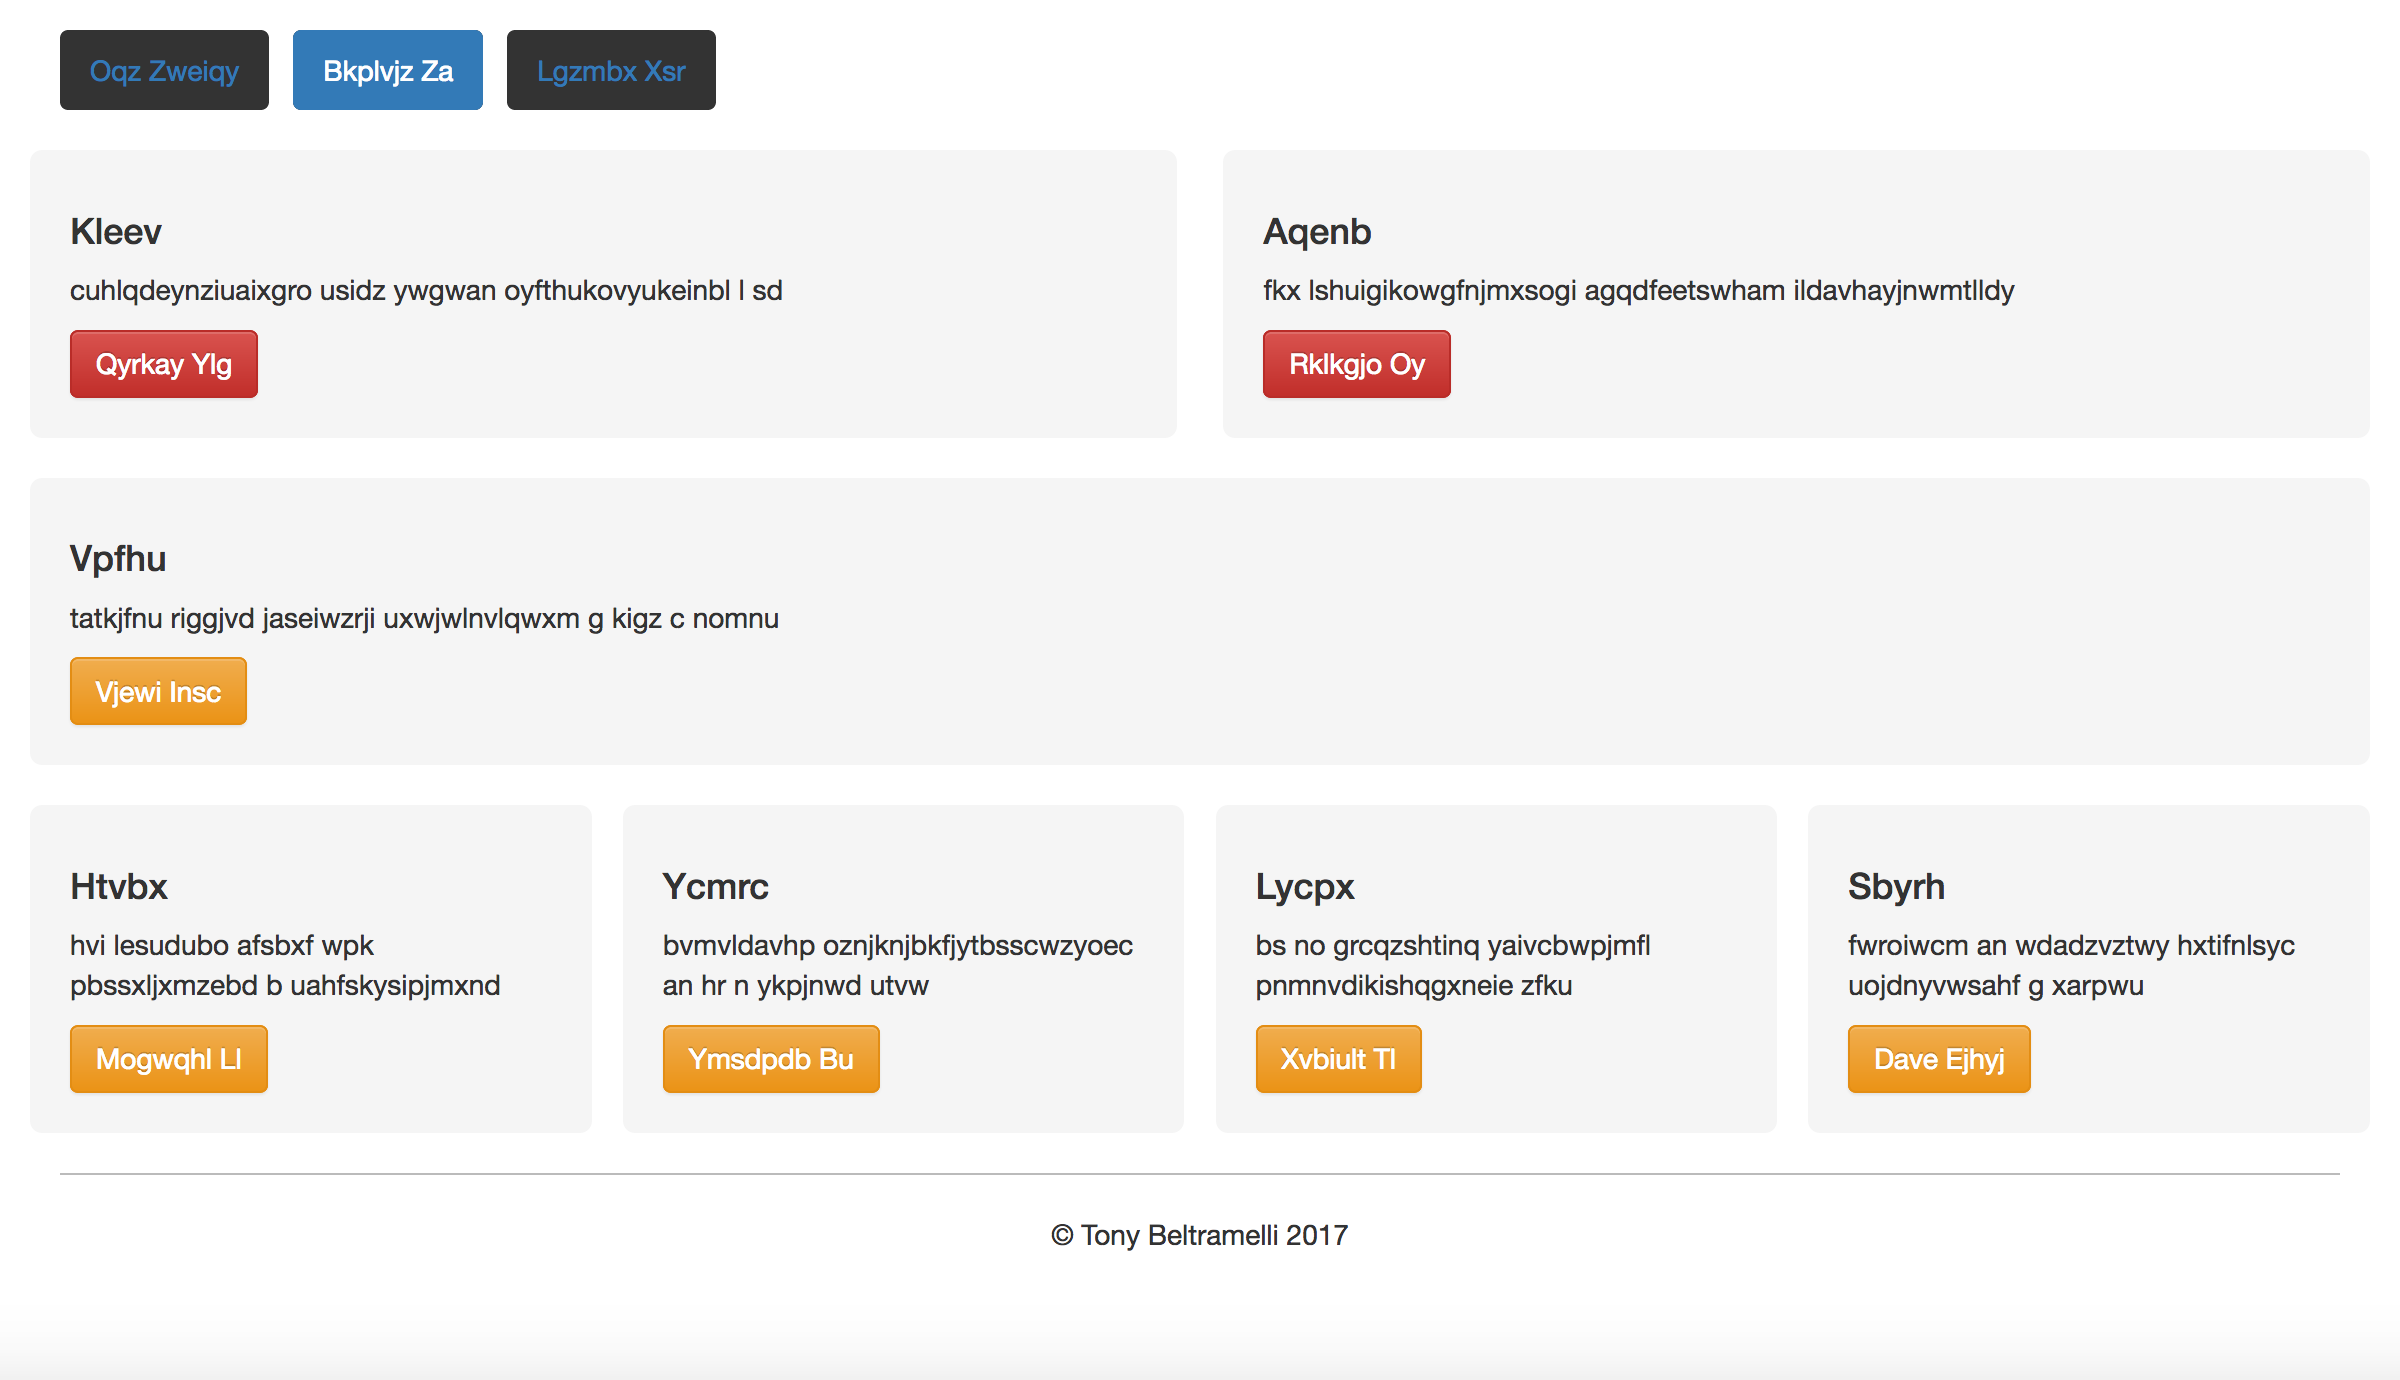 Oqz Zweiqy Bkplvjz Za Lgzmbx Xsr
Kleev
cuhlqdeynziuaixgro usidz ywgwan oyfthukovyukeinbl l sd
Qyrkay Ylg
Aqenb
fkx lshuigikowgfnjmxsogi agqdfeetswham ildavhayjnwmtlldy
Rklkgjo Oy
Vpfhu
tatkjfnu riggjvd jaseiwzrji uxwjwlnvlqwxm g kigz c nomnu
Vjewi Insc
Htvbx
hvi lesudubo afsbxf wpk
pbssxljxmzebd b uahfskysipjmxnd
Mogwqhl Ll
Ycmrc
bvmvldavhp oznjknjbkfjytbsscwzyoec
an hr n ykpjnwd utvw
Ymsdpdb Bu
Lycpx
bs no grcqzshtinq yaivcbwpjmfl
pnmnvdikishqgxneie zfku
Xvbiult Tl
Sbyrh
fwroiwcm an wdadzvztwy hxtifnlsyc
uojdnyvwsahf g xarpwu
Dave Ejhyj
© Tony Beltramelli 2017